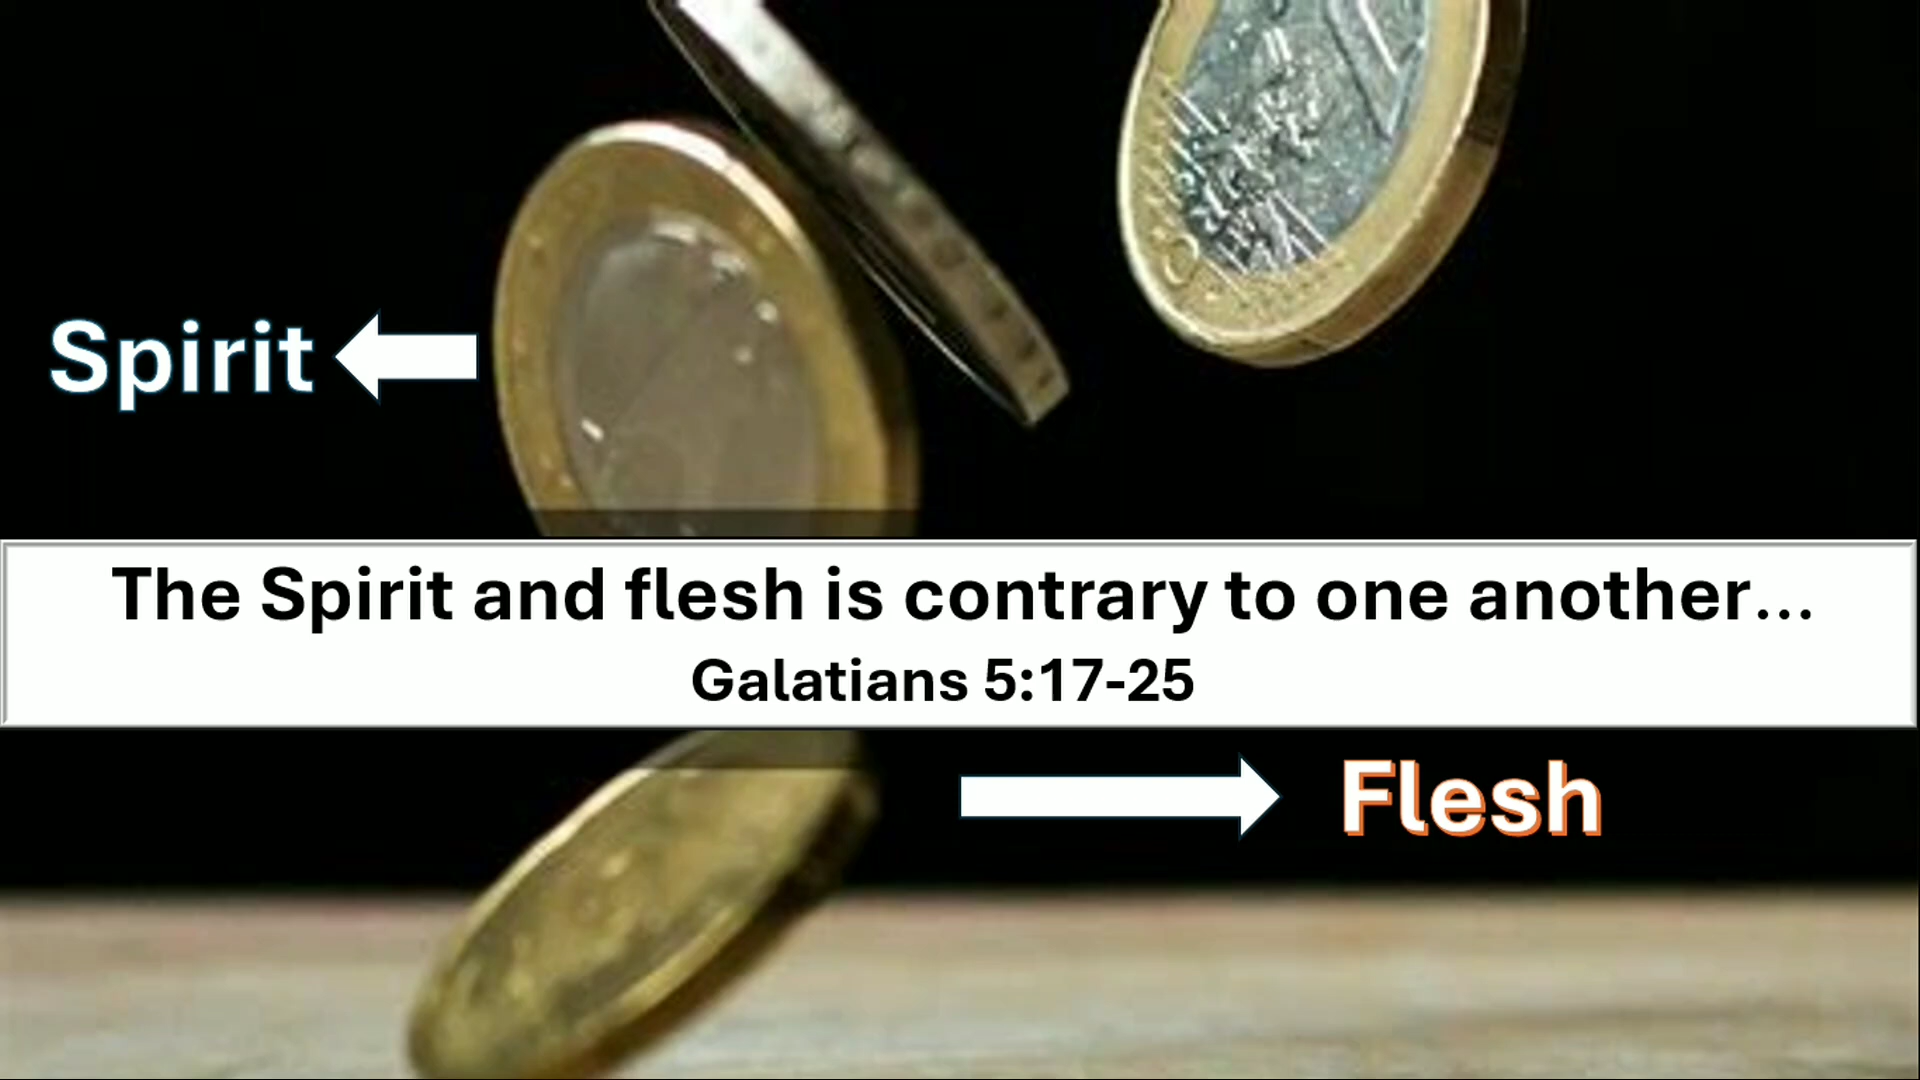 Spirit
The Spirit and flesh is contrary to one another...
Galatians 5:17-25
Flesh